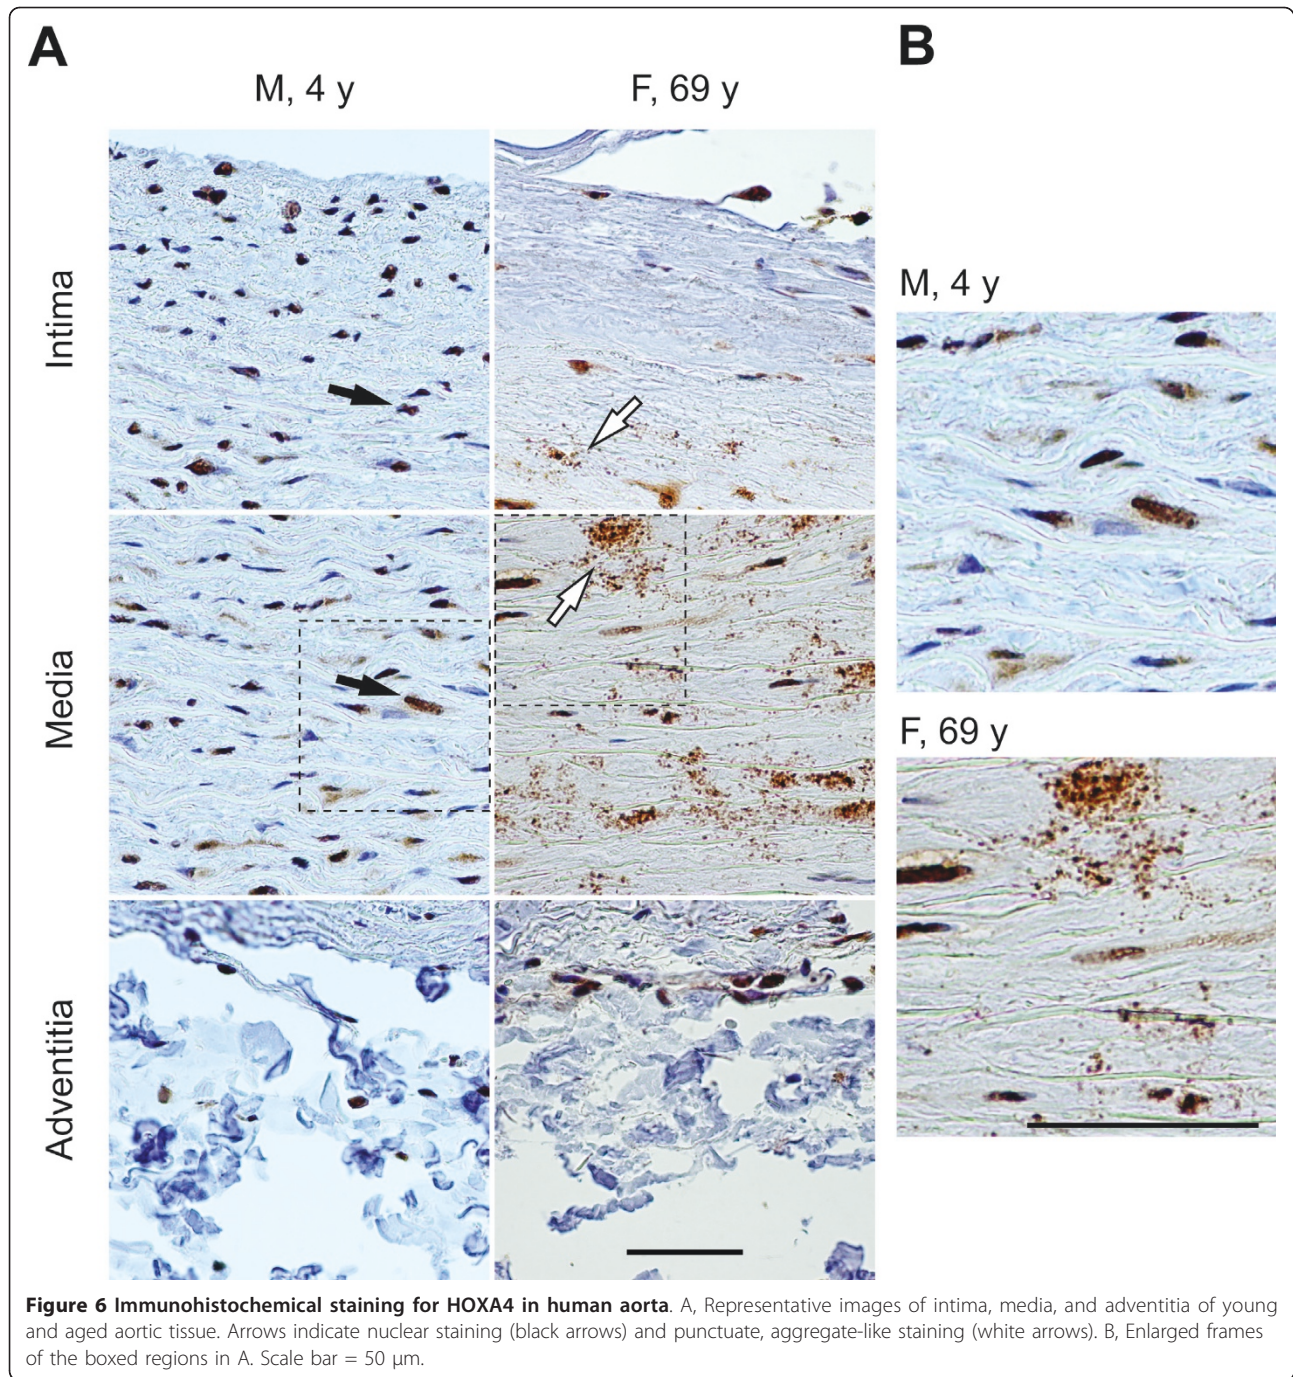 A
B
M, 4 y
F, 69 y
Intima
Media
Adventitia
M, 4 y
F, 69 y
Figure 6 Immunohistochemical staining for HOXA4 in human aorta. A, Representative images of intima, media, and adventitia of young
and aged aortic tissue. Arrows indicate nuclear staining (black arrows) and punctuate, aggregate-like staining (white arrows). B, Enlarged frames
of the boxed regions in A. Scale bar = 50 μm.